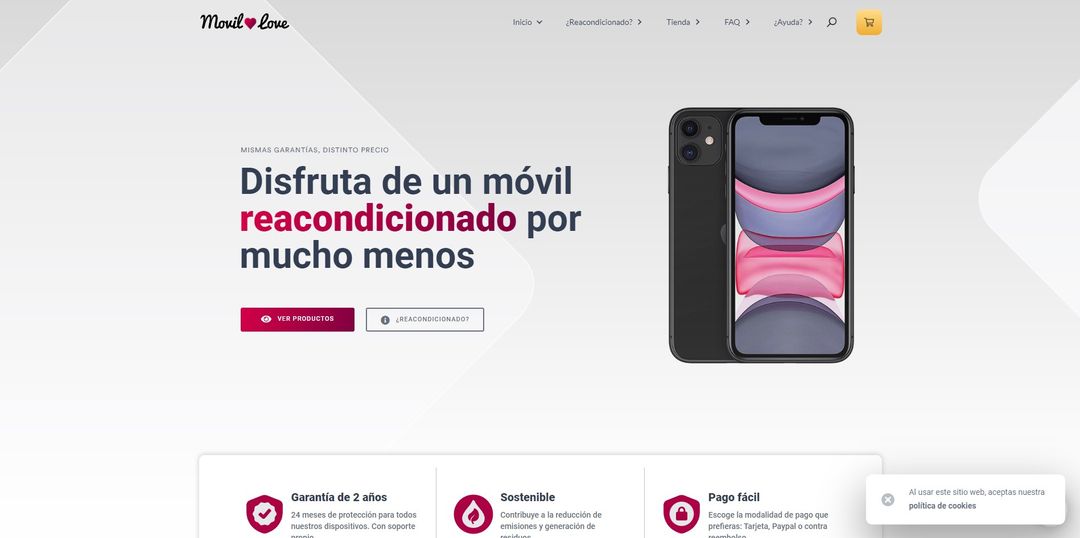 Movil Love
Inicio
¿Reacondicionado?
Tienda
FAQ
¿Ayuda?
MISMAS GARANTÍAS, DISTINTO PRECIO
Disfruta de un móvil
reacondicionado por
mucho menos
VER PRODUCTOS
¿REACONDICIONADO?
Garantía de 2 años
24 meses de protección para todos
nuestros dispositivos. Con soporte
propio
Sostenible
Contribuye a la reducción de
emisiones y generación de
residuos
Pago fácil
Escoge la modalidad de pago que
prefieras: Tarjeta, Paypal o contra
reembolso
Al usar este sitio web, aceptas nuestra
política de cookies